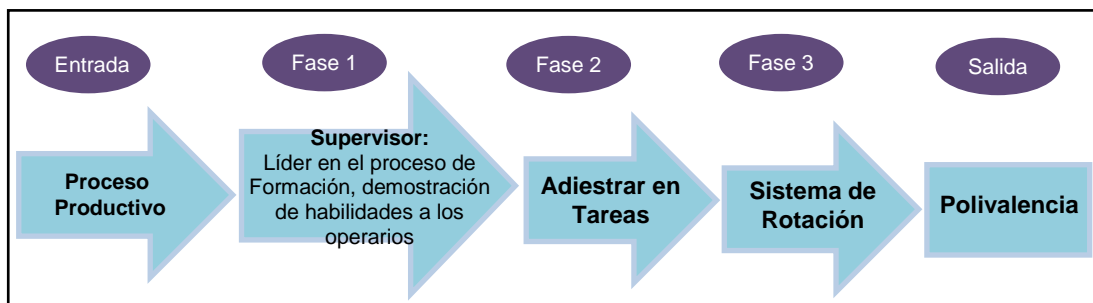 Entrada
Fase 1
Fase 2
Fase 3
Salida
Proceso
Productivo
Supervisor:
Líder en el proceso de
Formación, demostración
de habilidades a los
operarios
Adiestrar en
Tareas
Sistema de
Rotación
Polivalencia